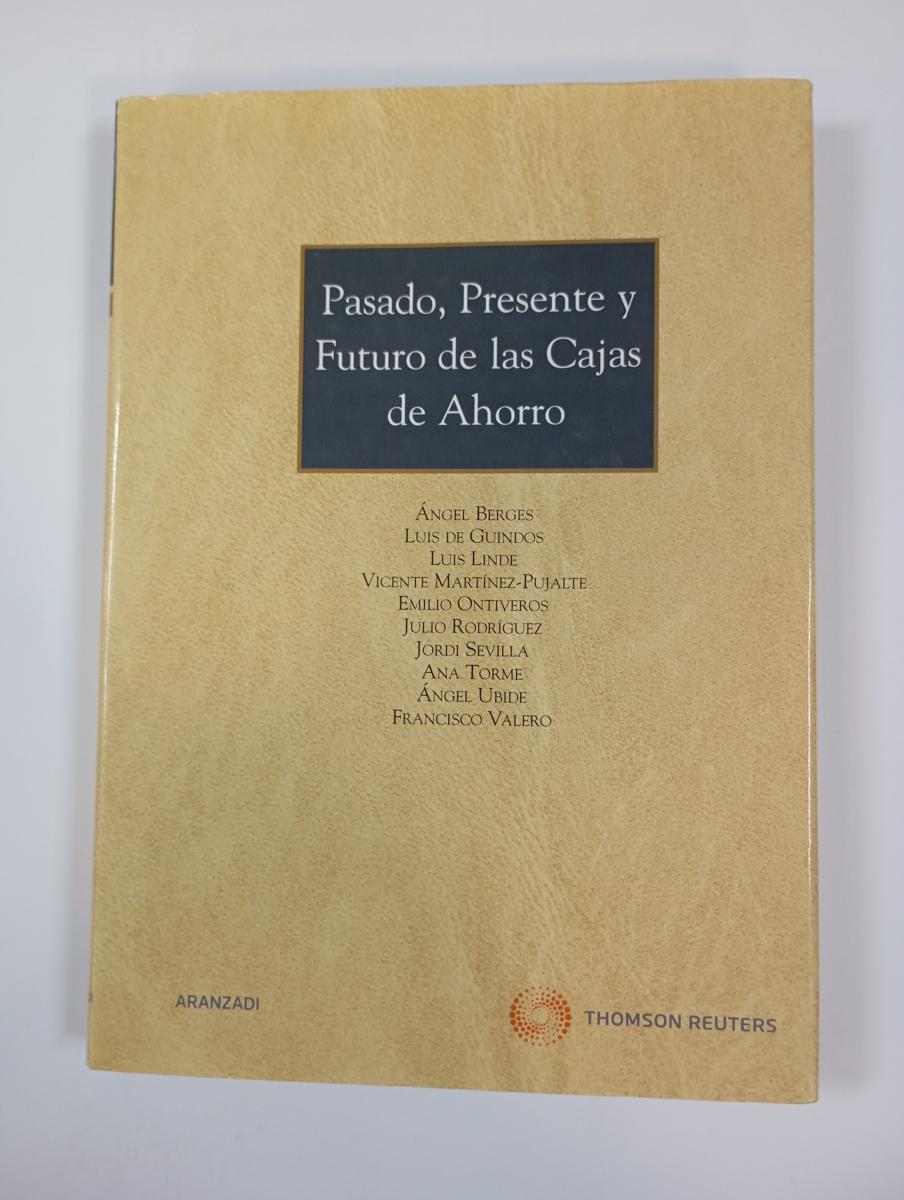 Pasado, Presente y
Futuro de las Cajas
de Ahorro
Ángel Berges
Luis de Guindos
Luis Linde
Vicente Martínez-Pujalte
Emilio Ontiveros
Julio Rodríguez
Jordi Sevilla
Ana Torme
Ángel Ubide
Francisco Valero
ARANZADI
THOMSON REUTERS